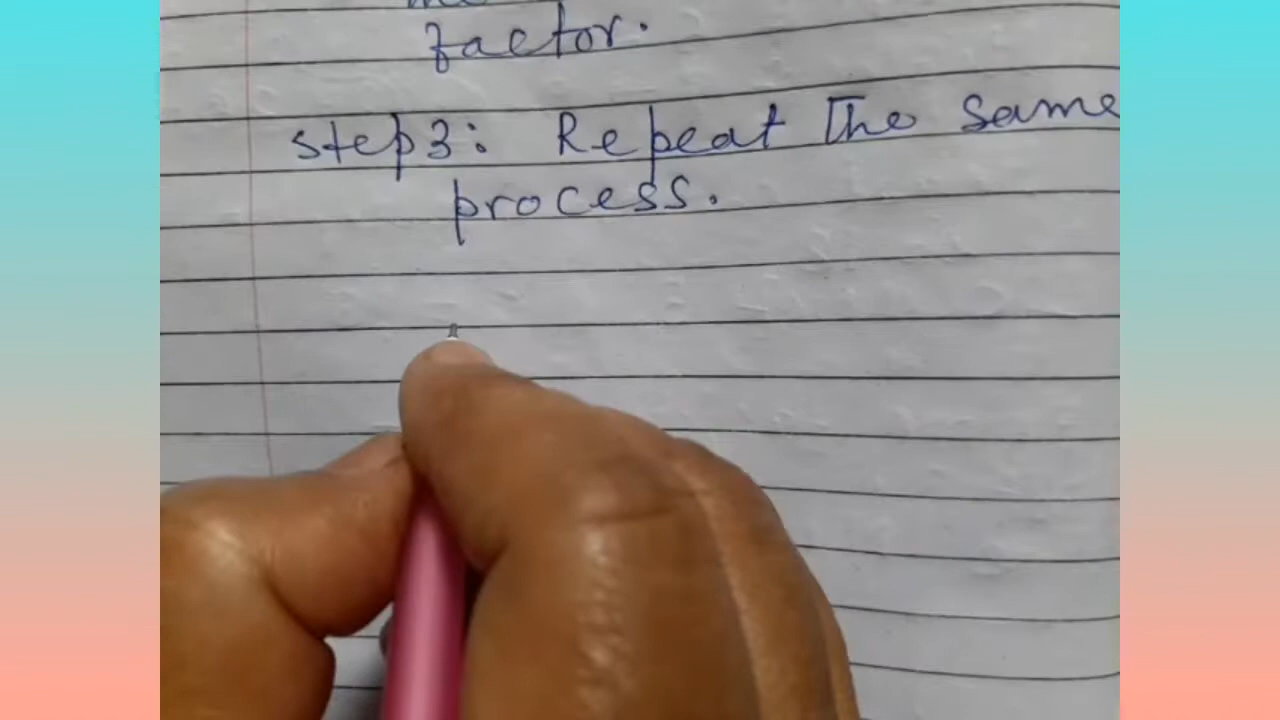 factor.
step3: Repeat The same
process.